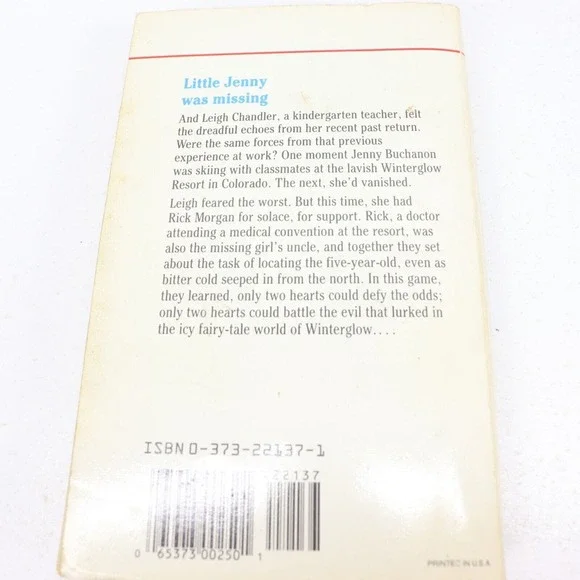 Little Jenny
was missing
And Leigh Chandler, a kindergarten teacher, felt
the dreadful echoes from her recent past return.
Were the same forces from that previous
experience at work? One moment Jenny Buchanon
was skiing with classmates at the lavish Winterglow
Resort in Colorado. The next, she'd vanished.
Leigh feared the worst. But this time, she had
Rick Morgan for solace, for support. Rick, a doctor
attending a medical convention at the resort, was
also the missing girl's uncle, and together they set
about the task of locating the five-year-old, even as
bitter cold seeped in from the north. In this game,
they learned, only two hearts could defy the odds;
only two hearts could battle the evil that lurked in
the icy fairy-tale world of Winterglow. . . .
ISBN 0-373-22137-1
22137
0 65373 00250 1
PRINTED IN U.S.A.